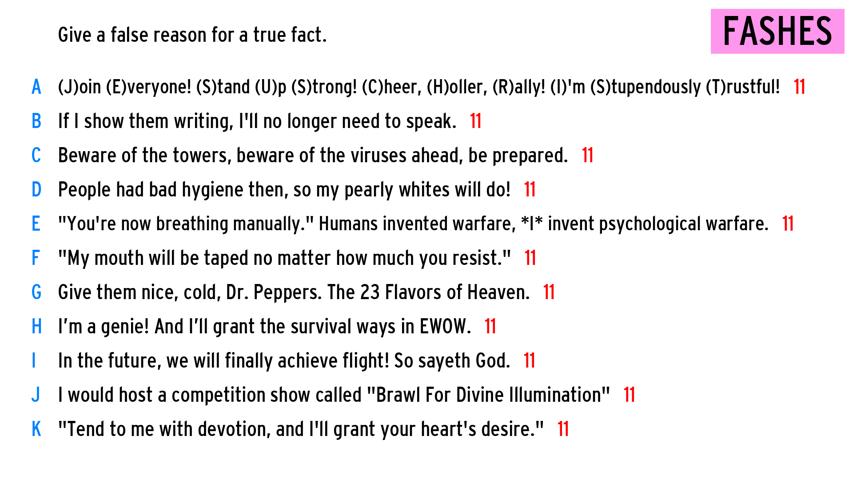 Give a false reason for a true fact.
FASHES
A (J)oin (E)veryone! (S)tand (U)p (S)trong! (C)heer, (H)oller, (R)ally! (I)'m (S)tupendously (T)rustful! 11
B If I show them writing, I'll no longer need to speak. 11
C Beware of the towers, beware of the viruses ahead, be prepared. 11
D People had bad hygiene then, so my pearly whites will do! 11
E "You're now breathing manually." Humans invented warfare, *I* invent psychological warfare. 11
F "My mouth will be taped no matter how much you resist." 11
G Give them nice, cold, Dr. Peppers. The 23 Flavors of Heaven. 11
H I’m a genie! And I’ll grant the survival ways in EWOW. 11
I In the future, we will finally achieve flight! So sayeth God. 11
J I would host a competition show called "Brawl For Divine Illumination" 11
K "Tend to me with devotion, and I'll grant your heart's desire." 11